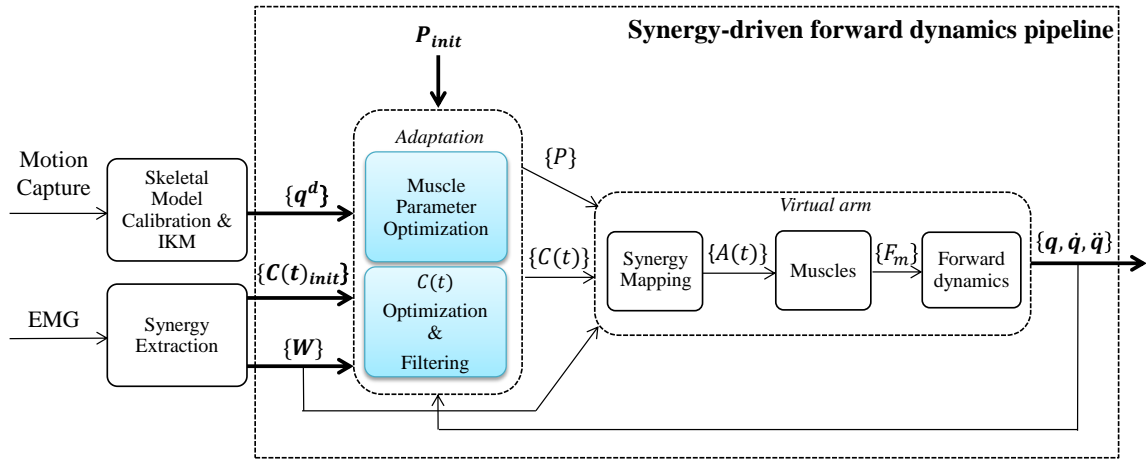 Synergy-driven forward dynamics pipeline
P_init
Adaptation
Motion
Capture
Skeletal
Model
Calibration &
IKM
{q^d}
Muscle
Parameter
Optimization
{P}
Virtual arm
{C(t)_init}
C(t)
Optimization
&
Filtering
{C(t)}
Synergy
Mapping
{A(t)}
Muscles
{F_m}
Forward
dynamics
{q, q̇, q̈}
EMG
Synergy
Extraction
{W}